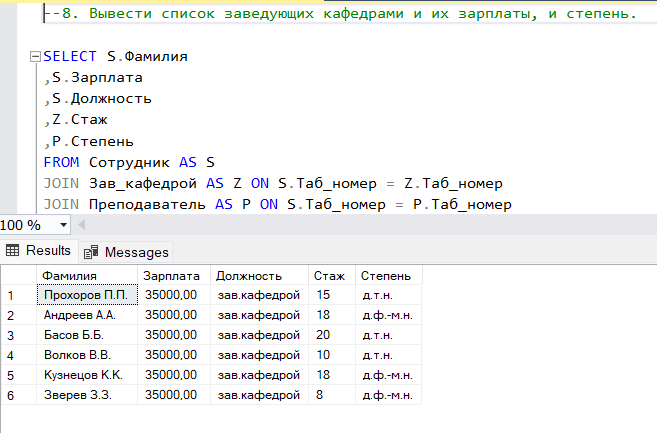 --8. Вывести список заведующих кафедрами и их зарплаты, и степень.
SELECT S.Фамилия
,S.Зарплата
,S.Должность
,Z.Стаж
,P.Степень
FROM Сотрудник AS S
JOIN Зав_кафедрой AS Z ON S.Таб_номер = Z.Таб_номер
JOIN Преподаватель AS P ON S.Таб_номер = P.Таб_номер
100 %
Results Messages
Фамилия Зарплата Должность Стаж Степень
1 Прохоров П.П. 35000,00 зав.кафедрой 15 д.т.н.
2 Андреев А.А. 35000,00 зав.кафедрой 18 д.ф.-м.н.
3 Басов Б.Б. 35000,00 зав.кафедрой 20 д.т.н.
4 Волков В.В. 35000,00 зав.кафедрой 10 д.т.н.
5 Кузнецов К.К. 35000,00 зав.кафедрой 18 д.ф.-м.н.
6 Зверев З.З. 35000,00 зав.кафедрой 8 д.ф.-м.н.